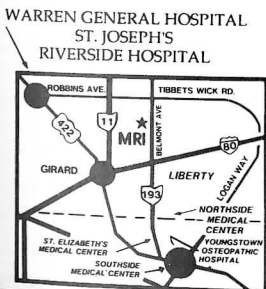 WARREN GENERAL HOSPITAL
ST. JOSEPH'S
RIVERSIDE HOSPITAL
ROBBINS AVE.
TIBBETS WICK RD.
422
11
MRI
BELMONT AVE
80
GIRARD
LIBERTY
LOGAN WAY
193
NORTHSIDE
MEDICAL
CENTER
ST. ELIZABETH'S
MEDICAL CENTER
YOUNGSTOWN
OSTEOPATHIC
HOSPITAL
SOUTHSIDE
MEDICAL CENTER